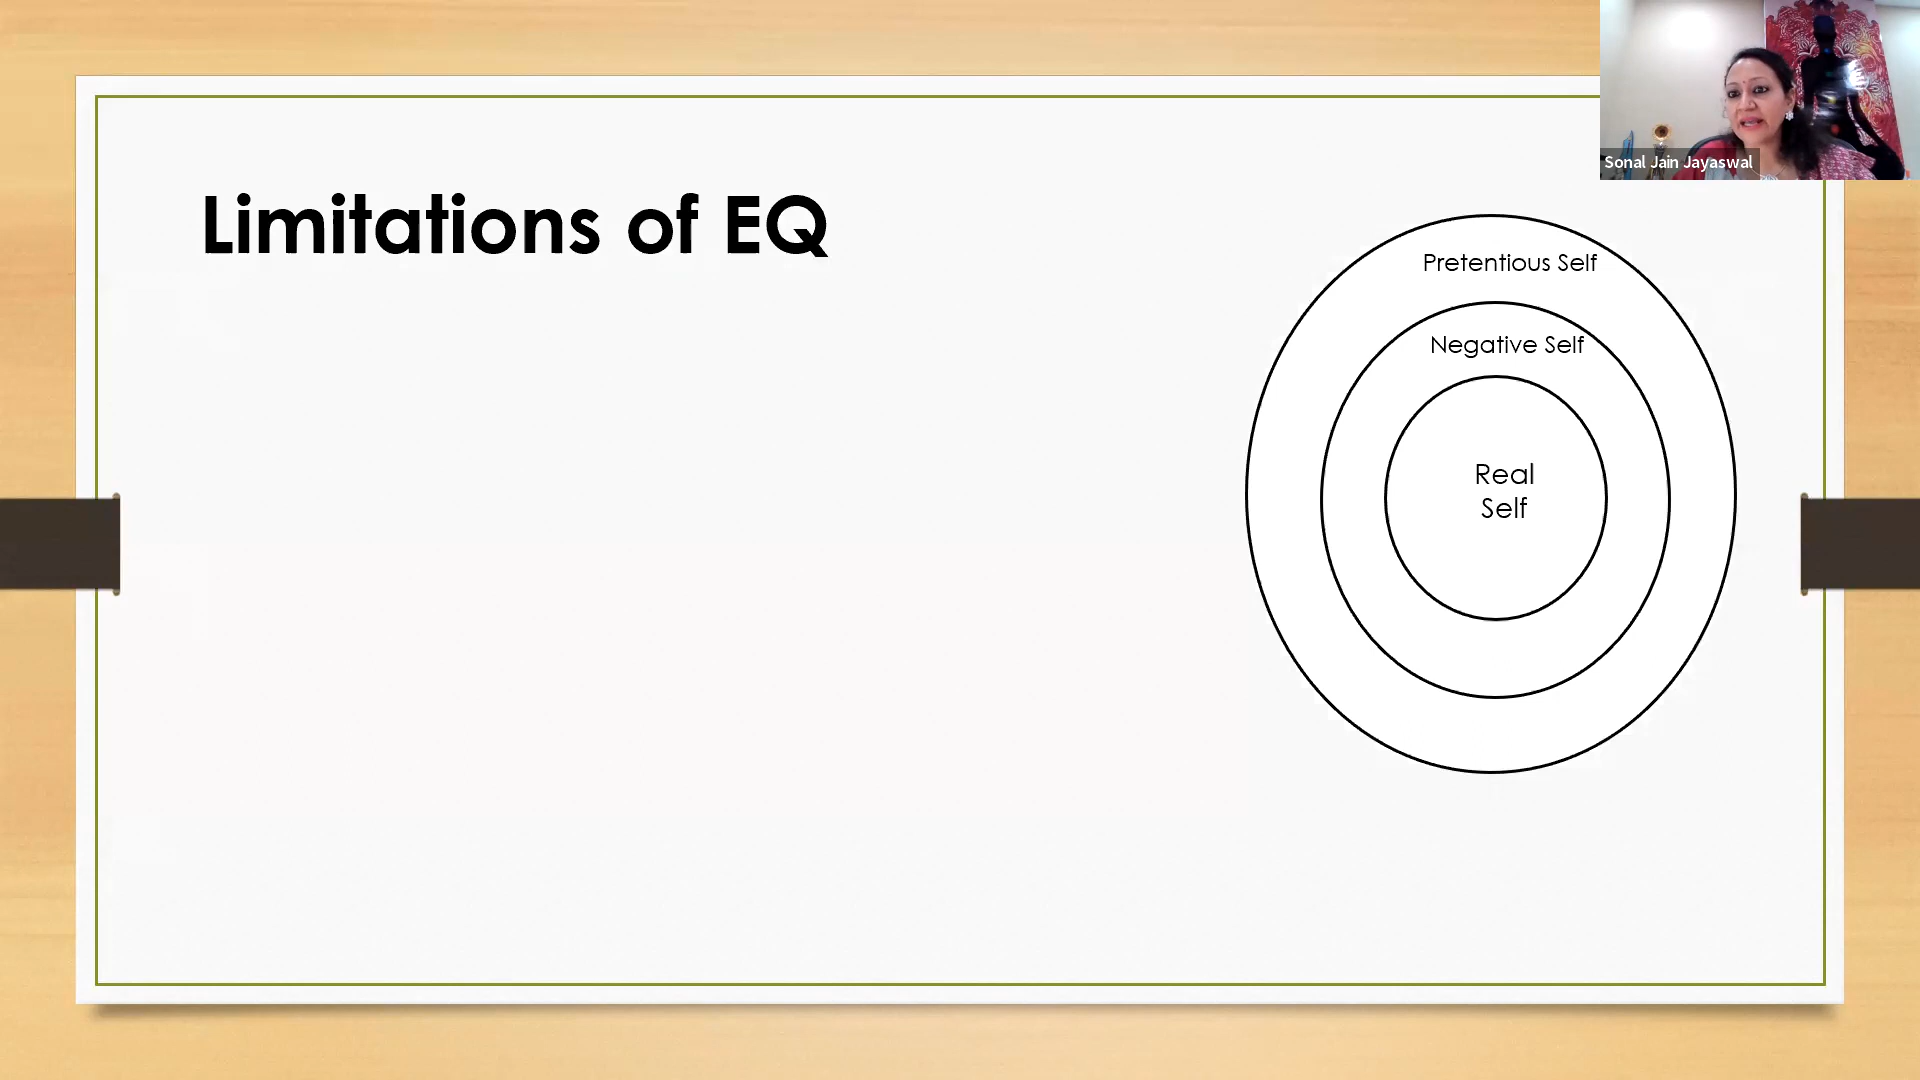 Sonal Jain Jayaswal
Limitations of EQ
Pretentious Self
Negative Self
Real
Self